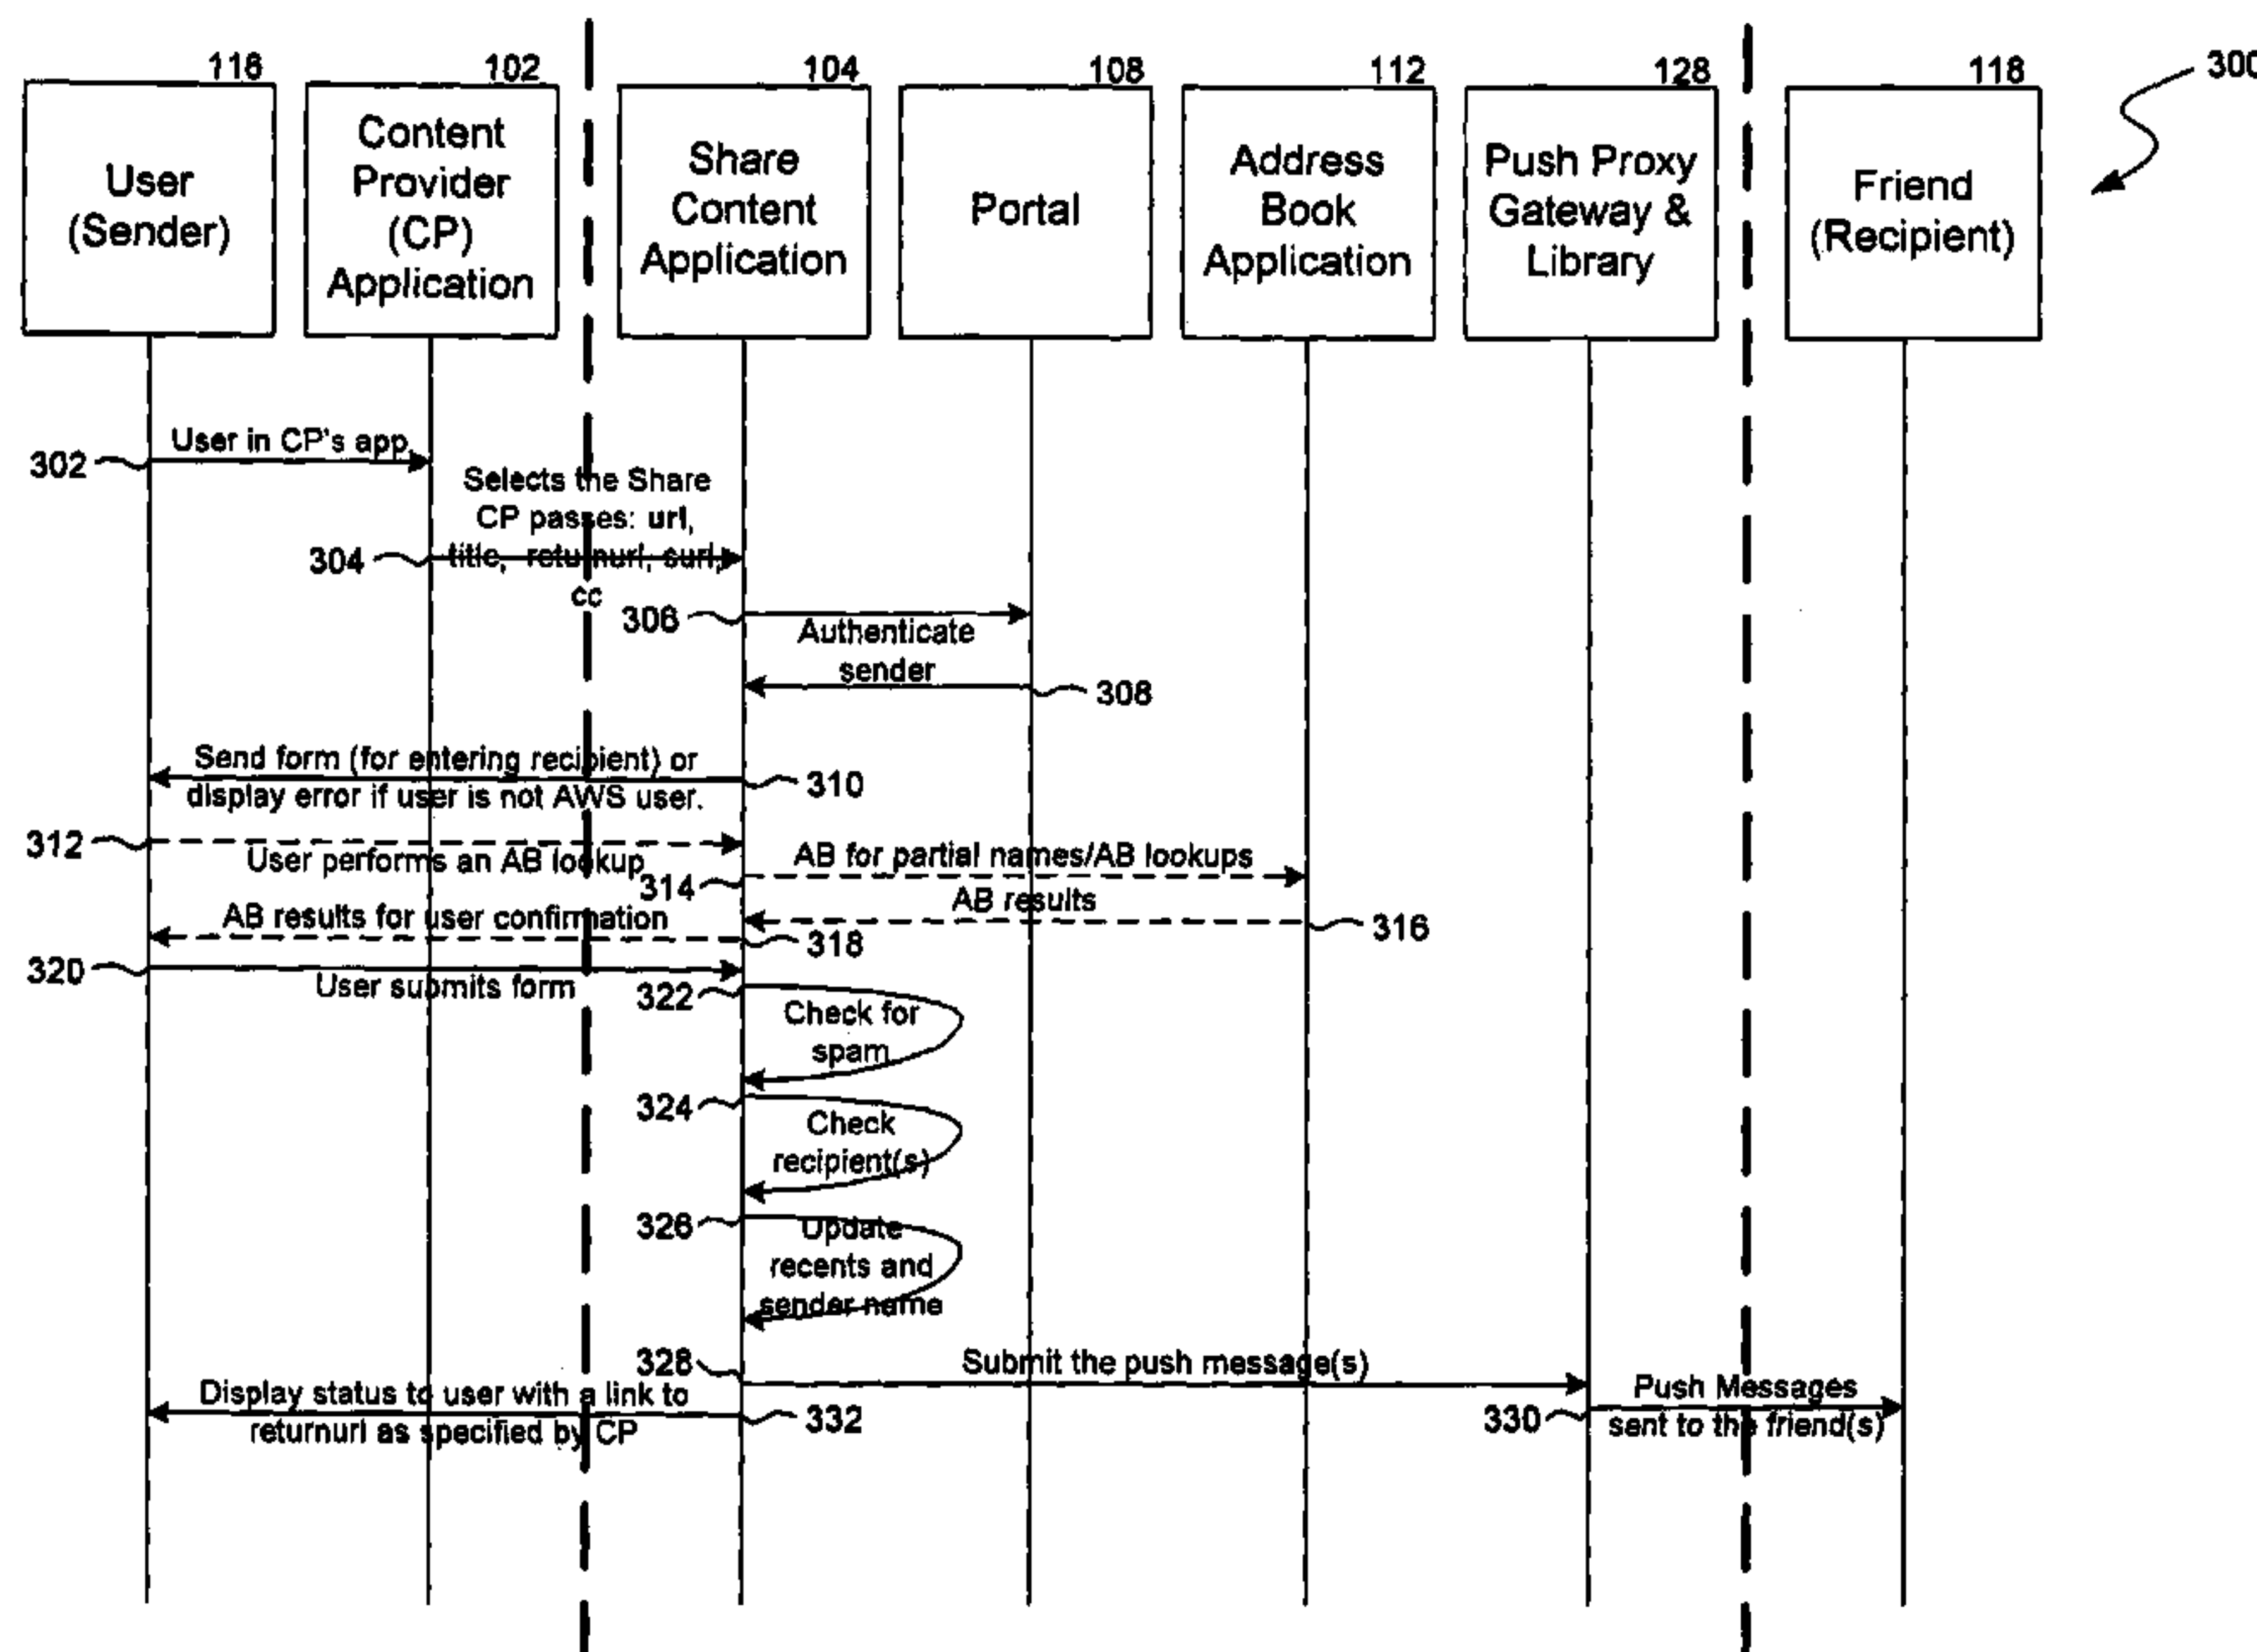 116
102
104
108
112
128
118
300
User
(Sender)
Content
Provider
(CP)
Application
Share
Content
Application
Portal
Address
Book
Application
Push Proxy
Gateway &
Library
Friend
(Recipient)
302
User in CP's app,
Selects the Share
CP passes: url,
title, returnurl, surl,
cc
304
306
Authenticate
sender
308
Send form (for entering recipient) or
display error if user is not AWS user.
310
312
User performs an AB lookup
AB for partial names/AB lookups
314
AB results
316
AB results for user confirmation
318
320
User submits form
322
Check for
spam
324
Check
recipient(s)
326
Update
recents and
sender name
328
Submit the push message(s)
Push Messages
sent to the friend(s)
330
Display status to user with a link to
returnurl as specified by CP
332